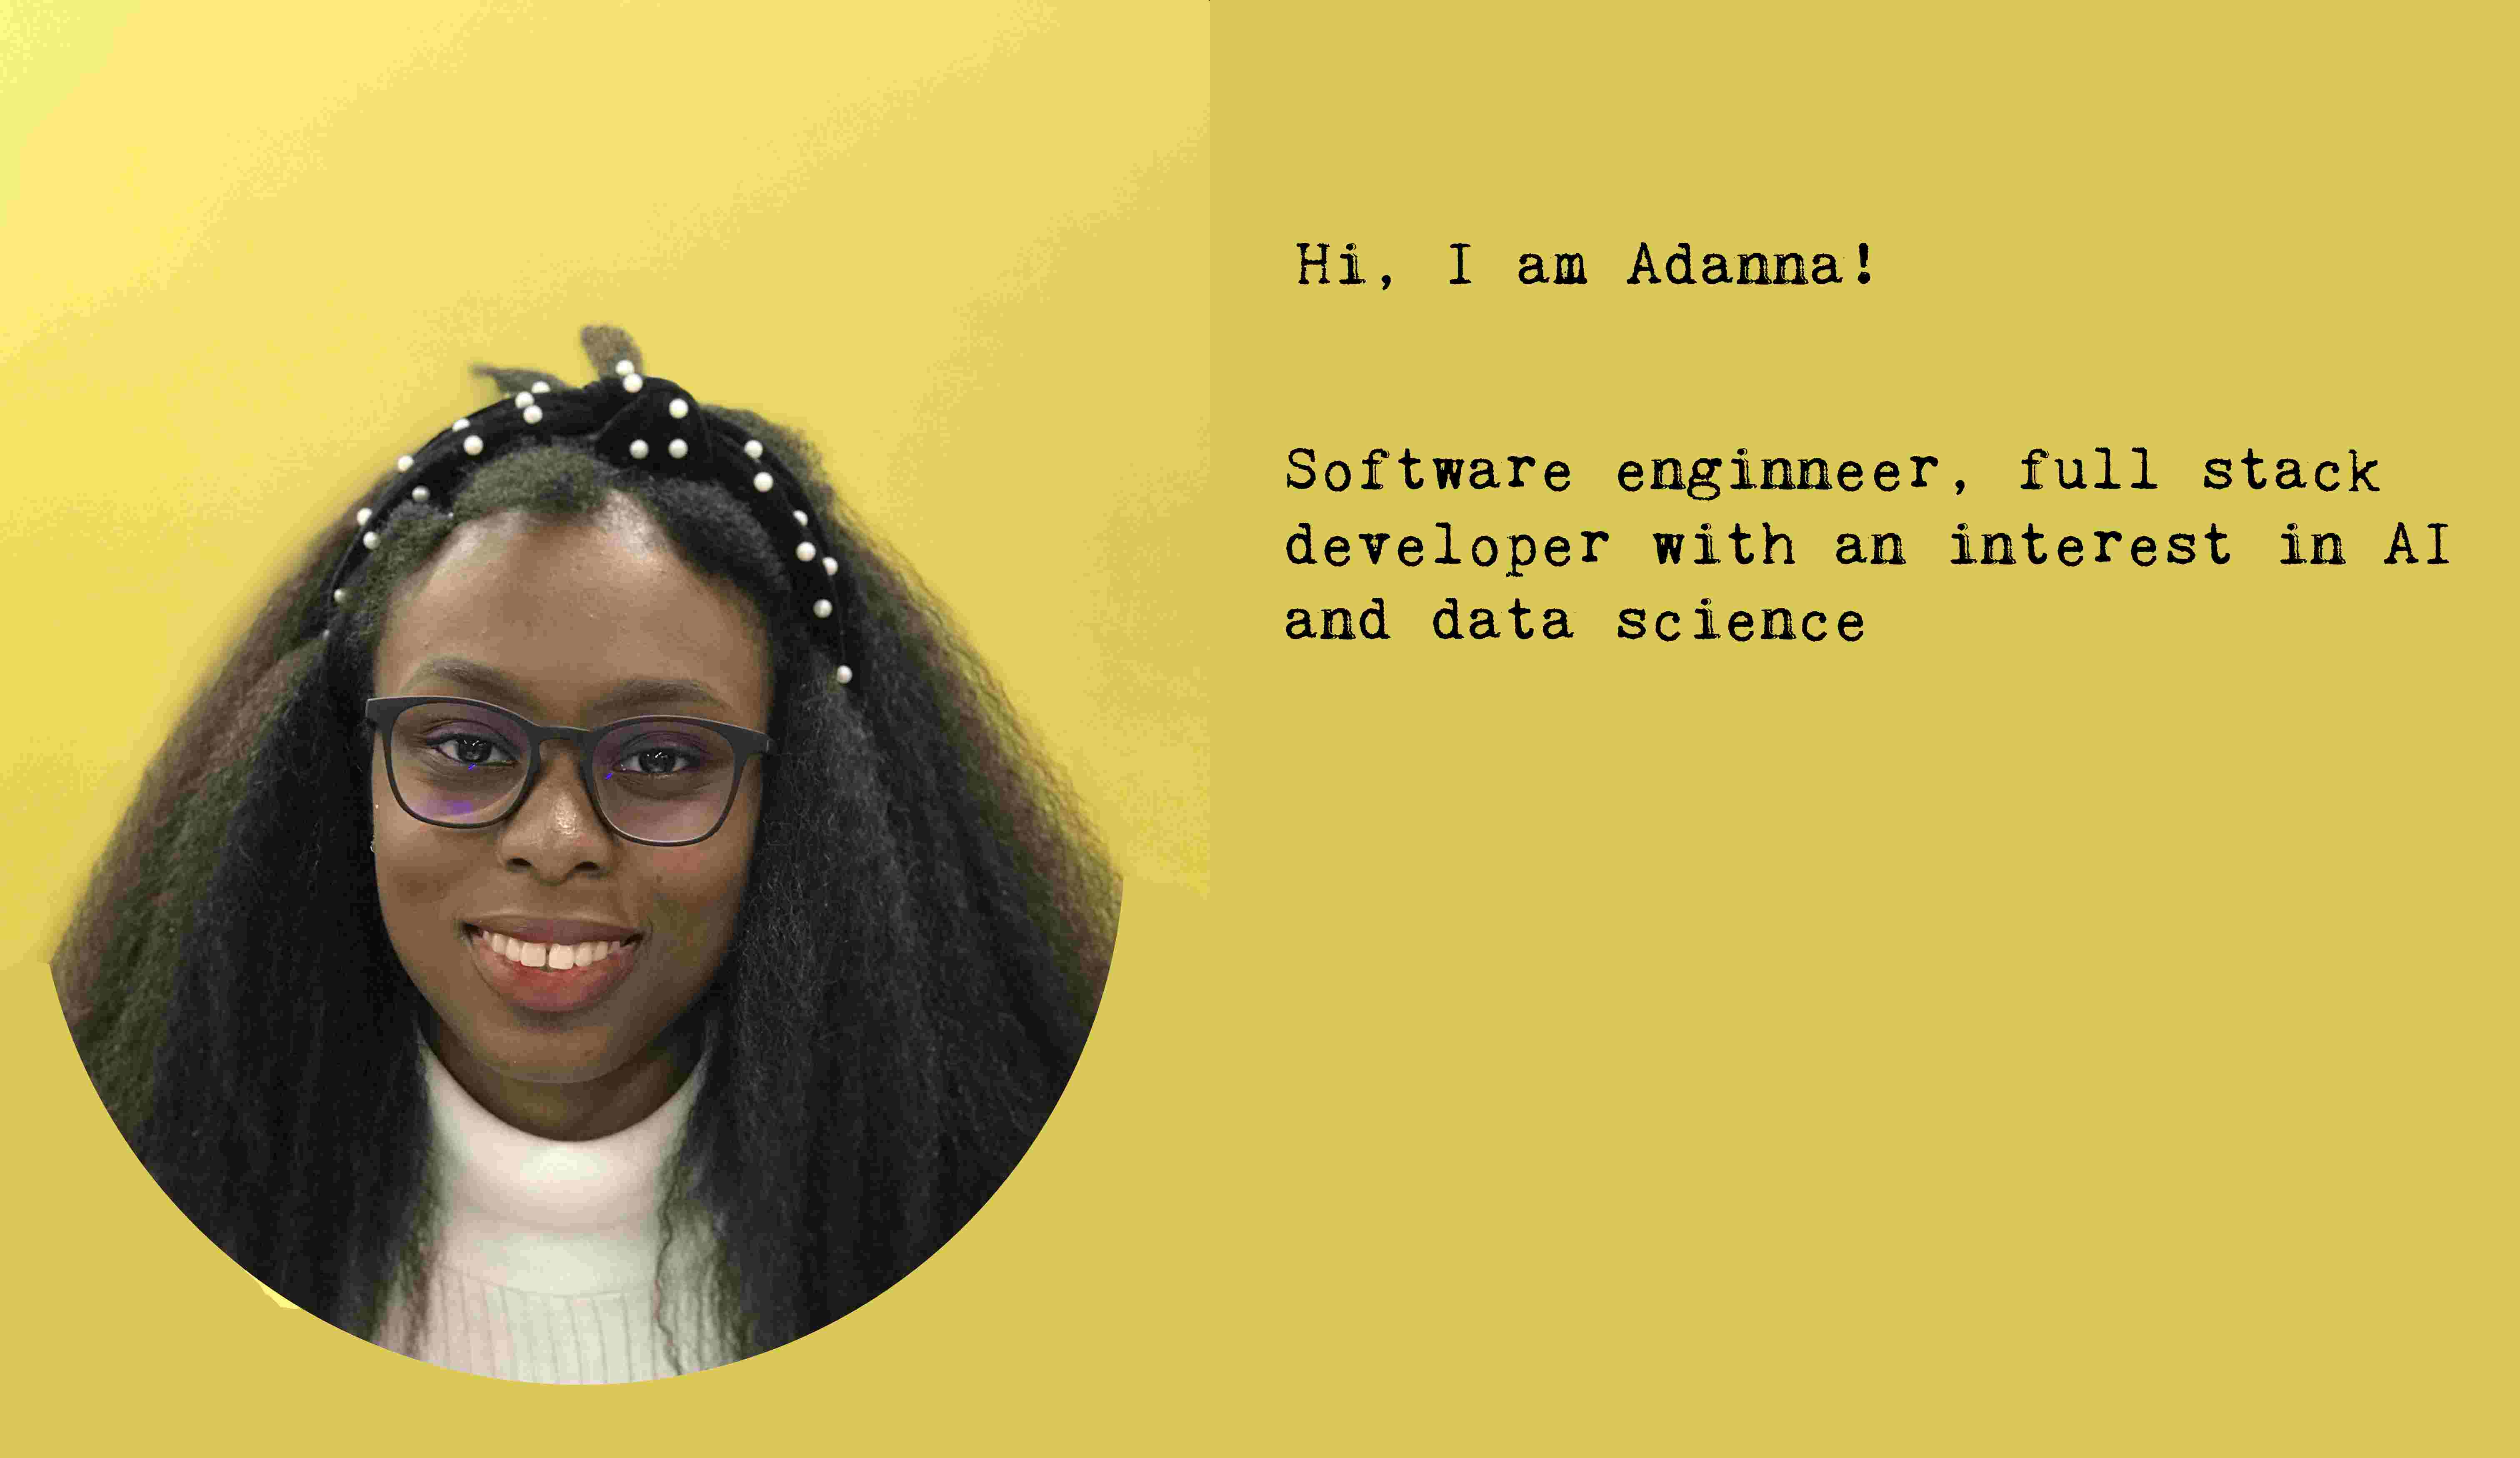 Hi, I am Adanna!
Software enginneer, full stack
developer with an interest in AI
and data science